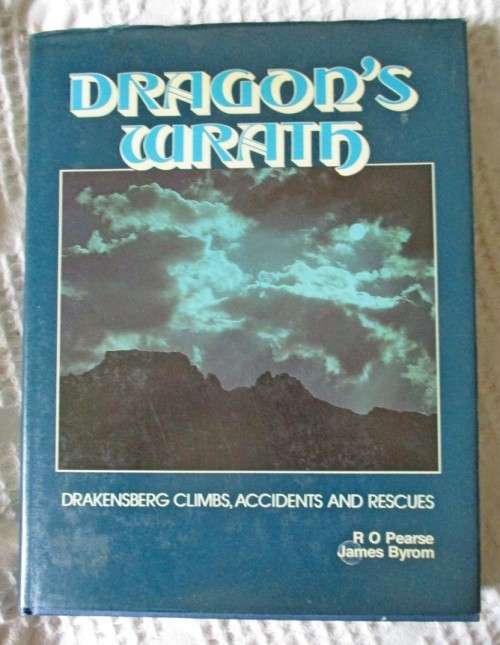 DRAGON'S
WRATH
DRAKENSBERG CLIMBS, ACCIDENTS AND RESCUES
R O Pearse
James Byrom